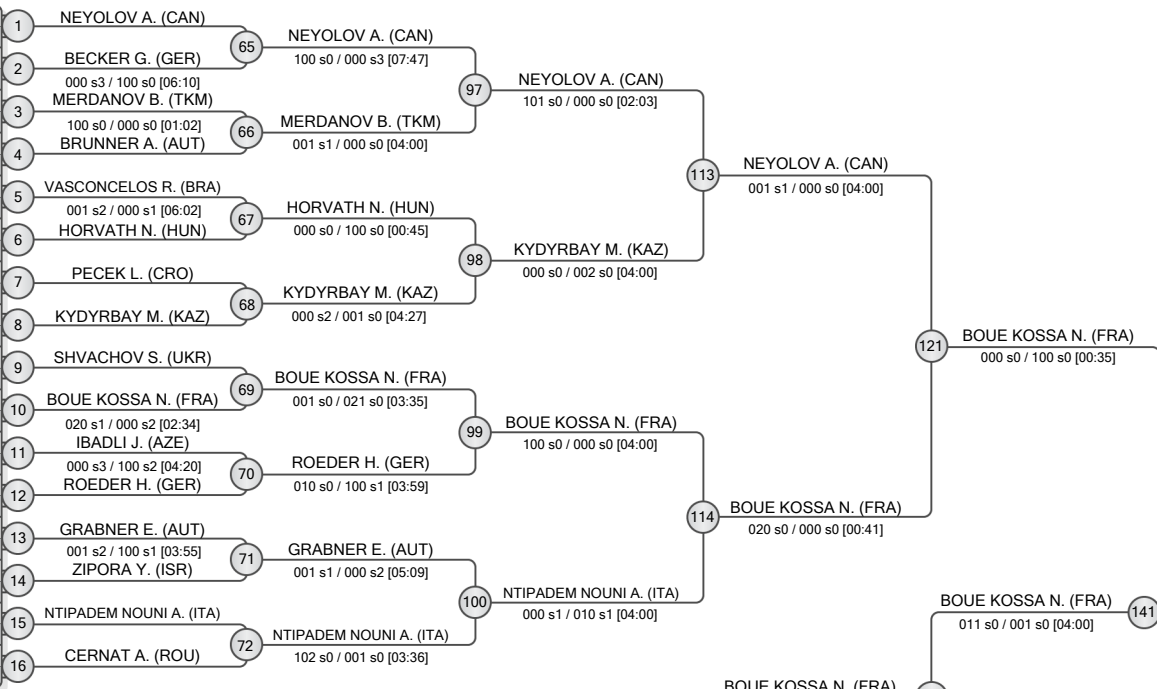 1
NEYOLOV A. (CAN)
2
BECKER G. (GER)
000 s3 / 100 s0 [06:10]
3
MERDANOV B. (TKM)
100 s0 / 000 s0 [01:02]
4
BRUNNER A. (AUT)
5
VASCONCELOS R. (BRA)
001 s2 / 000 s1 [06:02]
6
HORVATH N. (HUN)
7
PECEK L. (CRO)
8
KYDYRBAY M. (KAZ)
9
SHVACHOV S. (UKR)
10
BOUE KOSSA N. (FRA)
020 s1 / 000 s2 [02:34]
11
IBADLI J. (AZE)
000 s3 / 100 s2 [04:20]
12
ROEDER H. (GER)
13
GRABNER E. (AUT)
001 s2 / 100 s1 [03:55]
14
ZIPORA Y. (ISR)
15
NTIPADEM NOUNI A. (ITA)
16
CERNAT A. (ROU)
65
NEYOLOV A. (CAN)
100 s0 / 000 s3 [07:47]
66
MERDANOV B. (TKM)
001 s1 / 000 s0 [04:00]
67
HORVATH N. (HUN)
000 s0 / 100 s0 [00:45]
68
KYDYRBAY M. (KAZ)
000 s2 / 001 s0 [04:27]
69
BOUE KOSSA N. (FRA)
001 s0 / 021 s0 [03:35]
70
ROEDER H. (GER)
010 s0 / 100 s1 [03:59]
71
GRABNER E. (AUT)
001 s1 / 000 s2 [05:09]
72
NTIPADEM NOUNI A. (ITA)
102 s0 / 001 s0 [03:36]
97
NEYOLOV A. (CAN)
101 s0 / 000 s0 [02:03]
98
KYDYRBAY M. (KAZ)
000 s0 / 002 s0 [04:00]
99
BOUE KOSSA N. (FRA)
100 s0 / 000 s0 [04:00]
100
NTIPADEM NOUNI A. (ITA)
000 s1 / 010 s1 [04:00]
113
NEYOLOV A. (CAN)
001 s1 / 000 s0 [04:00]
114
BOUE KOSSA N. (FRA)
020 s0 / 000 s0 [00:41]
121
BOUE KOSSA N. (FRA)
000 s0 / 100 s0 [00:35]
BOUE KOSSA N. (FRA)
011 s0 / 001 s0 [04:00]
141
BOUE KOSSA N. (FRA)